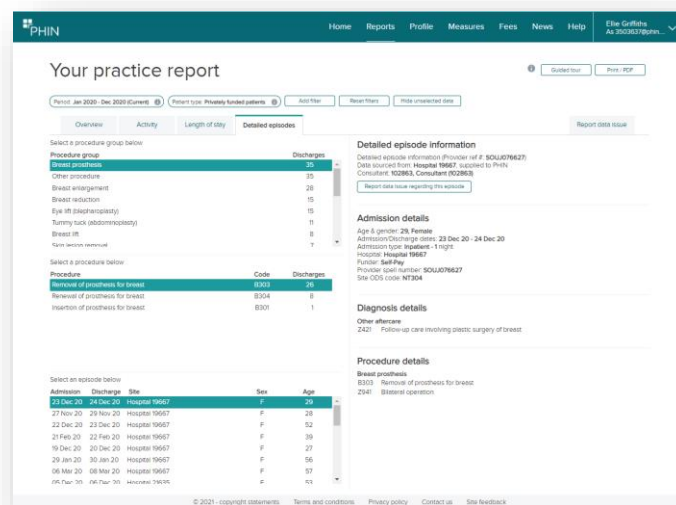 PHIN
Home Reports Profile Measures Fees News Help
Ellie Griffiths
As 3503637@phin...
Your practice report
Guided tour Print / PDF
Period: Jan 2020 - Dec 2020 (Current) Patient type: Privately funded patients Add filter Reset filters Hide unselected data
Overview Activity Length of stay Detailed episodes Report data issue
Select a procedure group below
Procedure group Discharges
Breast prosthesis 35
Other procedure 35
Breast enlargement 28
Breast reduction 15
Eye lift (blepharoplasty) 15
Tummy tuck (abdominoplasty) 11
Breast lift 8
Skin lesion removal 7
Select a procedure below
Procedure Code Discharges
Removal of prosthesis for breast B303 26
Renewal of prosthesis for breast B304 8
Insertion of prosthesis for breast B301 1
Select an episode below
Admission Discharge Site Sex Age
23 Dec 20 24 Dec 20 Hospital 19667 F 29
27 Nov 20 29 Nov 20 Hospital 19667 F 28
22 Dec 20 23 Dec 20 Hospital 19667 F 52
21 Feb 20 22 Feb 20 Hospital 19667 F 39
19 Dec 20 20 Dec 20 Hospital 19667 F 27
29 Jan 20 30 Jan 20 Hospital 19667 F 56
06 Mar 20 08 Mar 20 Hospital 19667 F 57
05 Dec 20 06 Dec 20 Hospital 21635 F 53
Detailed episode information
Detailed episode information (Provider ref #: SOUJ076627)
Data sourced from: Hospital 19667, supplied to PHIN
Consultant: 102863, Consultant (102863)
Report data issue regarding this episode
Admission details
Age & gender: 29, Female
Admission/Discharge dates: 23 Dec 20 - 24 Dec 20
Admission type: Inpatient - 1 night
Hospital: Hospital 19667
Funder: Self-Pay
Provider spell number: SOUJ076627
Site ODS code: NT304
Diagnosis details
Other aftercare
Z421 Follow-up care involving plastic surgery of breast
Procedure details
Breast prosthesis
B303 Removal of prosthesis for breast
Z941 Bilateral operation
© 2021 - copyright statements Terms and conditions Privacy policy Contact us Site feedback